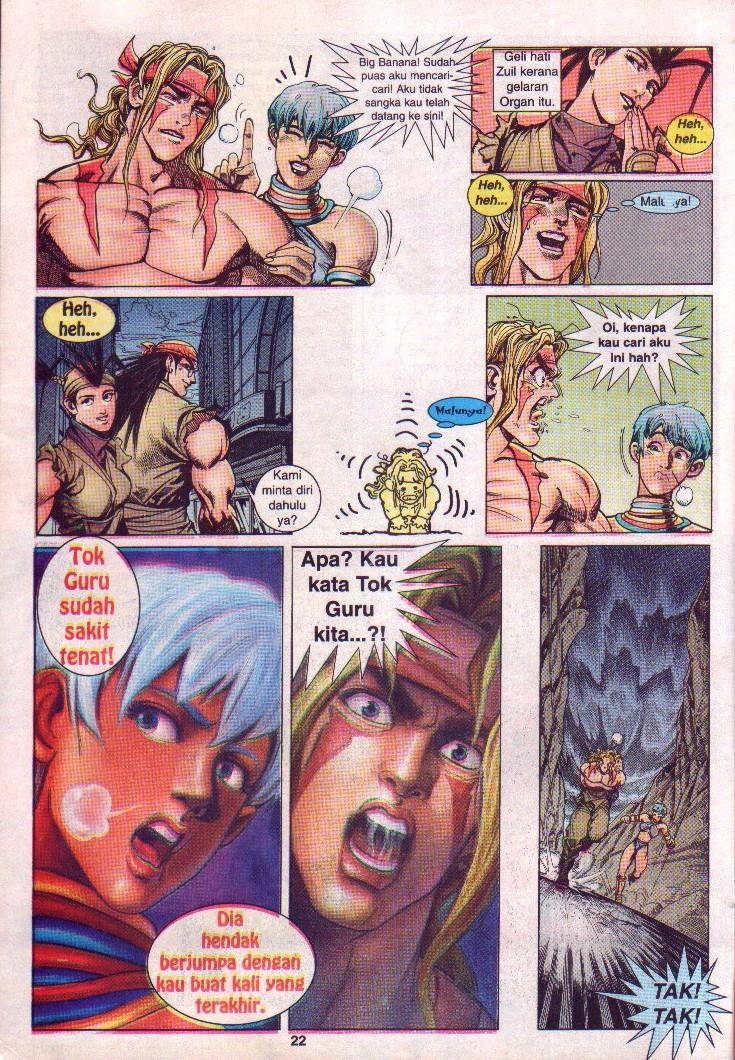 Big Banana! Sudah
puas aku mencari-
cari! Aku tidak
sangka kau telah
datang ke sini!
Geli hati
Zuil kerana
gelaran
Organ itu.
Heh,
heh...
Heh,
heh...
Heh,
heh...
Kami
minta diri
dahulu
ya?
Malunya!
Oi, kenapa
kau cari aku
ini hah?
Tok
Guru
sudah
sakit
tenat!
Dia
hendak
berjumpa dengan
kau buat kali yang
terakhir.
Apa? Kau
kata Tok
Guru
kita...?!
TAK!
TAK!
22